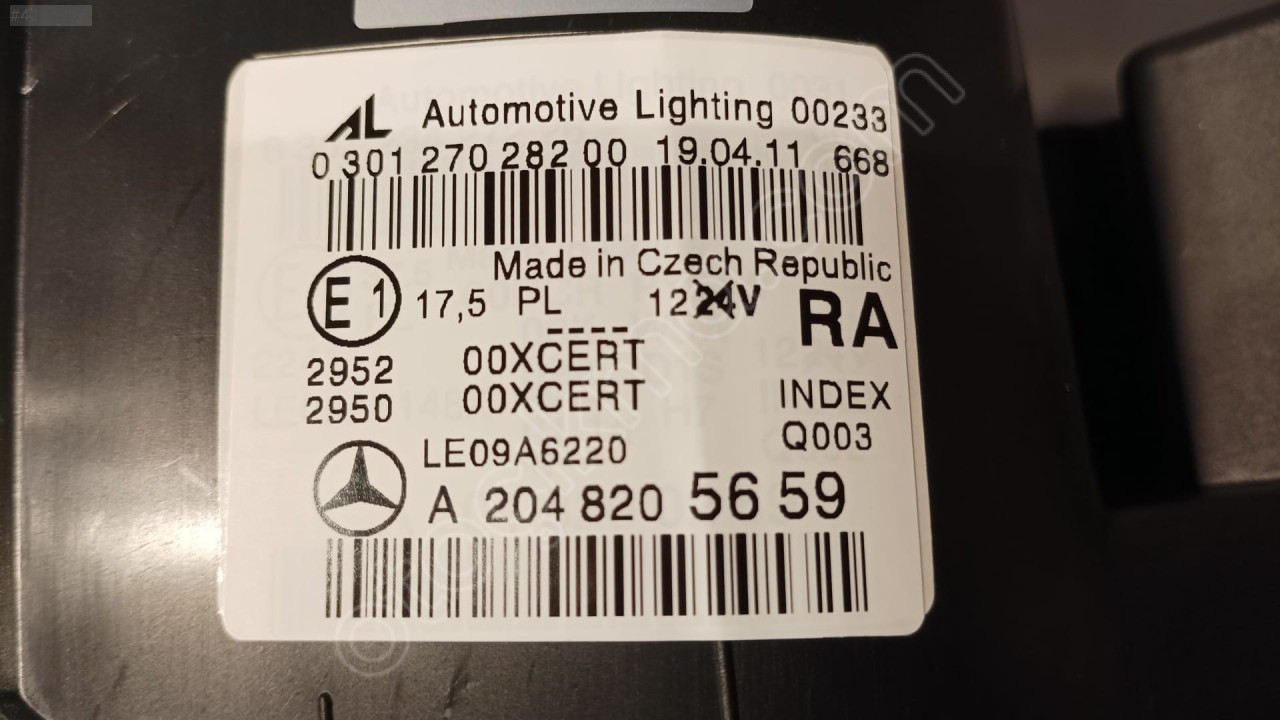 AL Automotive Lighting 00233
0 301 270 282 00 19.04.11 668
Made in Czech Republic
E1 17,5 PL 12 24V RA
2952 00XCERT
2950 00XCERT INDEX
LE09A6220 Q003
A 204 820 56 59